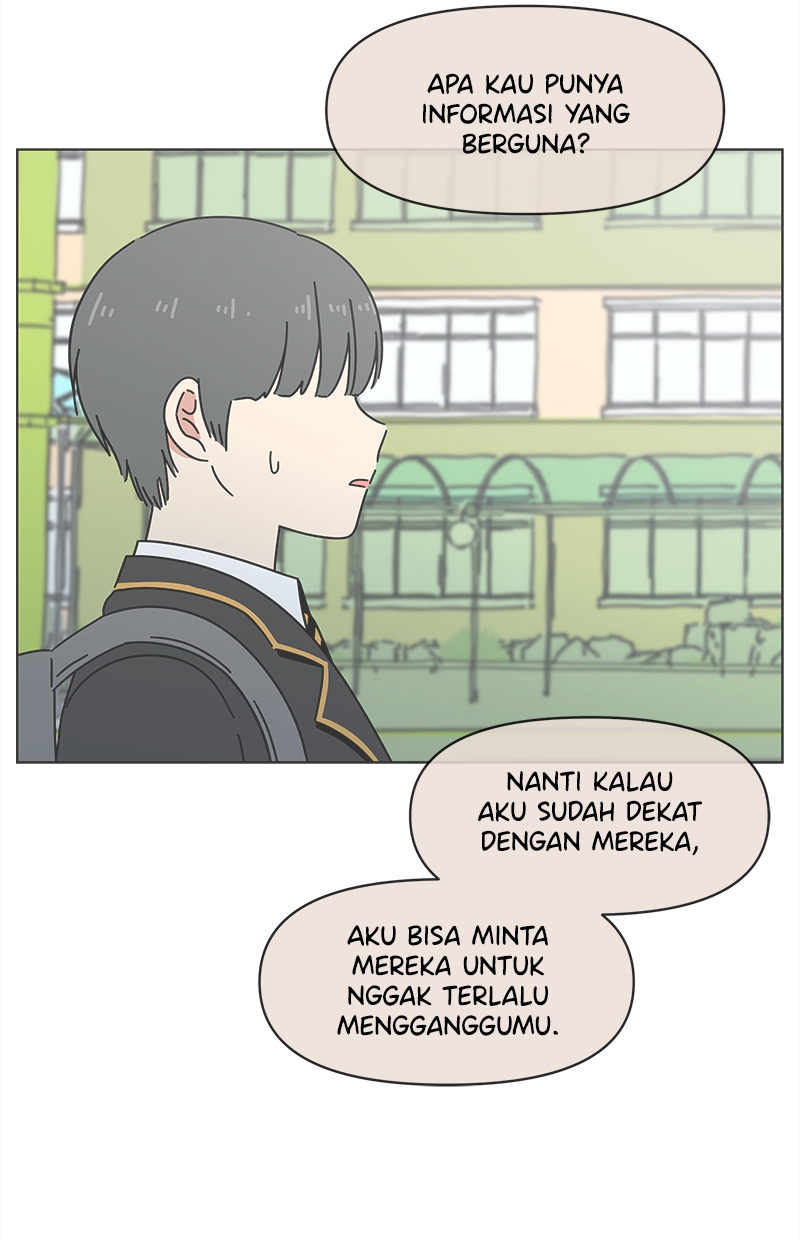 APA KAU PUNYA
INFORMASI YANG
BERGUNA?
NANTI KALAU
AKU SUDAH DEKAT
DENGAN MEREKA,
AKU BISA MINTA
MEREKA UNTUK
NGGAK TERLALU
MENGGANGGUMU.